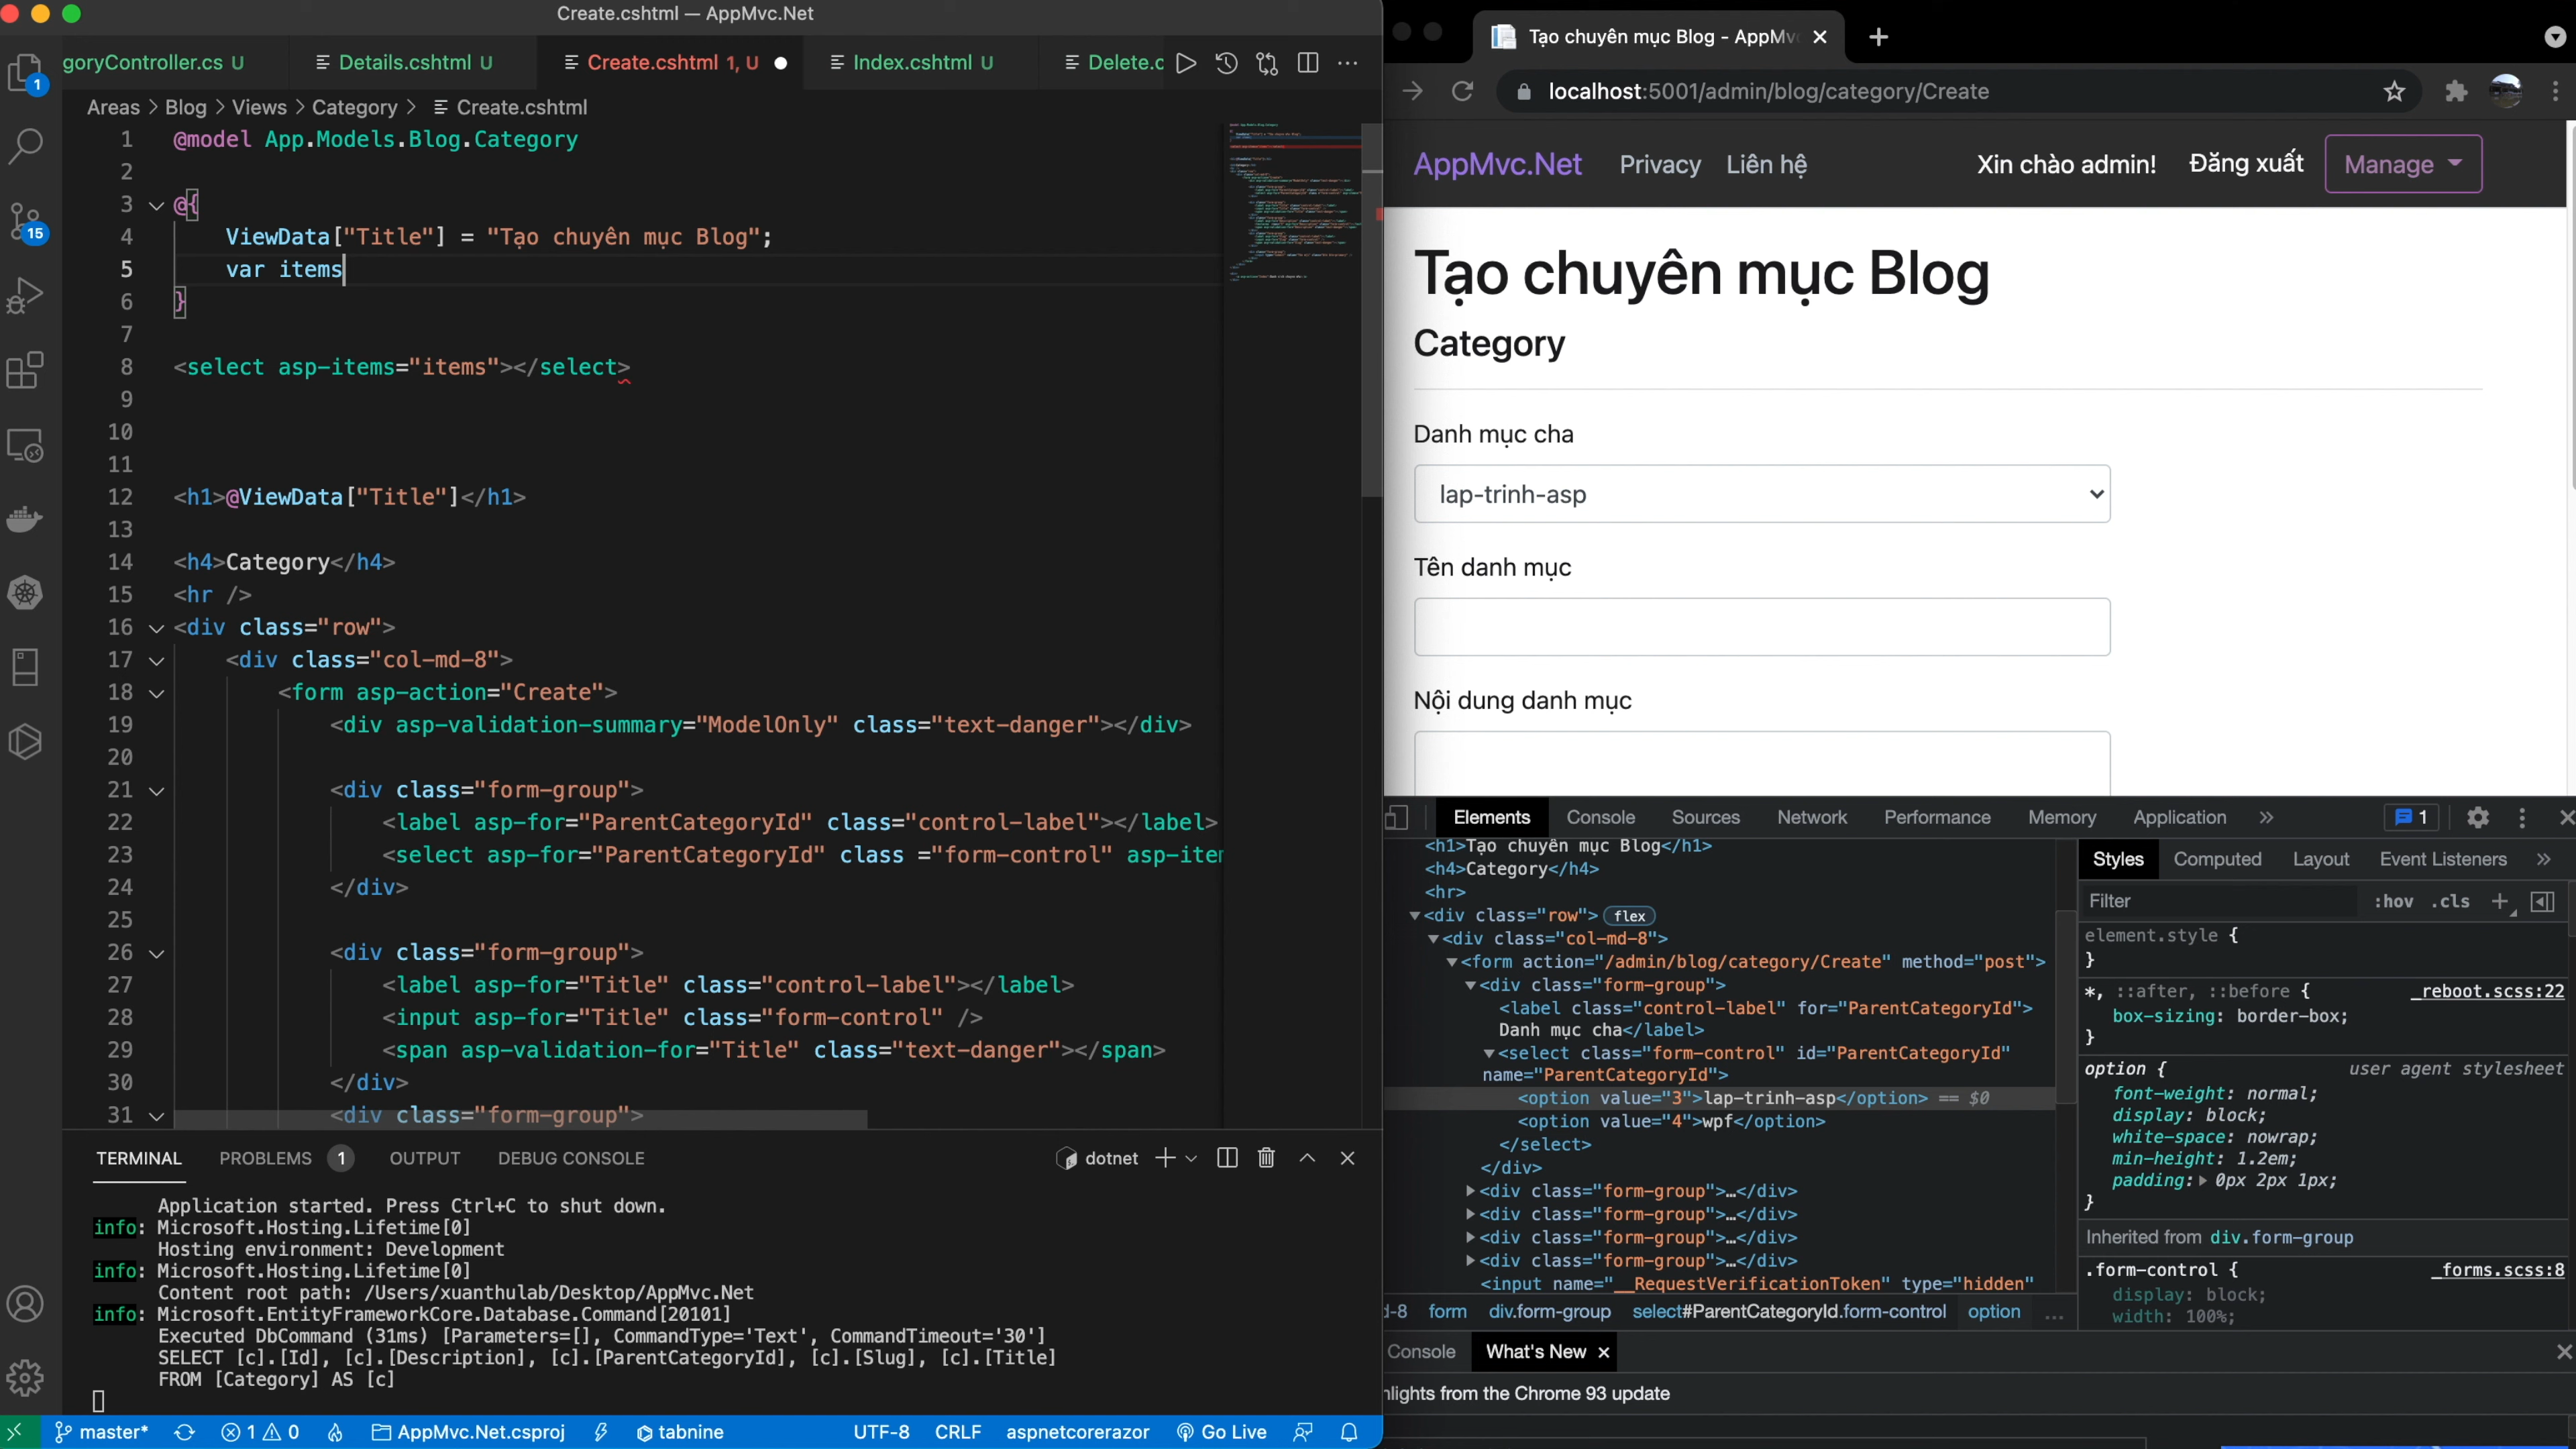 Create.cshtml — AppMvc.Net
goryController.cs U
Details.cshtml U
Create.cshtml 1, U
Index.cshtml U
Delete.c
Areas > Blog > Views > Category > Create.cshtml
1 @model App.Models.Blog.Category
2
3 @{
4 ViewData["Title"] = "Tạo chuyên mục Blog";
5 var items
6 }
7
8 <select asp-items="items"></select>
9
10
11
12 <h1>@ViewData["Title"]</h1>
13
14 <h4>Category</h4>
15 <hr />
16 <div class="row">
17 <div class="col-md-8">
18 <form asp-action="Create">
19 <div asp-validation-summary="ModelOnly" class="text-danger"></div>
20
21 <div class="form-group">
22 <label asp-for="ParentCategoryId" class="control-label"></label>
23 <select asp-for="ParentCategoryId" class ="form-control" asp-iter
24 </div>
25
26 <div class="form-group">
27 <label asp-for="Title" class="control-label"></label>
28 <input asp-for="Title" class="form-control" />
29 <span asp-validation-for="Title" class="text-danger"></span>
30 </div>
31 <div class="form-group">
TERMINAL PROBLEMS 1 OUTPUT DEBUG CONSOLE
dotnet
Application started. Press Ctrl+C to shut down.
info: Microsoft.Hosting.Lifetime[0]
Hosting environment: Development
info: Microsoft.Hosting.Lifetime[0]
Content root path: /Users/xuanthulab/Desktop/AppMvc.Net
info: Microsoft.EntityFrameworkCore.Database.Command[20101]
Executed DbCommand (31ms) [Parameters=[], CommandType='Text', CommandTimeout='30']
SELECT [c].[Id], [c].[Description], [c].[ParentCategoryId], [c].[Slug], [c].[Title]
FROM [Category] AS [c]
1
15
master* 1 0 AppMvc.Net.csproj tabnine UTF-8 CRLF aspnetcorerazor Go Live
Tạo chuyên mục Blog - AppMv
localhost:5001/admin/blog/category/Create
AppMvc.Net Privacy Liên hệ Xin chào admin! Đăng xuất Manage
Tạo chuyên mục Blog
Category
Danh mục cha
lap-trinh-asp
Tên danh mục
Nội dung danh mục
Elements Console Sources Network Performance Memory Application » 1
<h1>Tạo chuyên mục Blog</h1>
<h4>Category</h4>
<hr>
<div class="row"> flex
<div class="col-md-8">
<form action="/admin/blog/category/Create" method="post">
<div class="form-group">
<label class="control-label" for="ParentCategoryId">
Danh mục cha</label>
<select class="form-control" id="ParentCategoryId"
name="ParentCategoryId">
<option value="3">lap-trinh-asp</option> == $0
<option value="4">wpf</option>
</select>
</div>
<div class="form-group">…</div>
<div class="form-group">…</div>
<div class="form-group">…</div>
<div class="form-group">…</div>
<input name="__RequestVerificationToken" type="hidden"
d-8 form div.form-group select#ParentCategoryId.form-control option ...
Styles Computed Layout Event Listeners »
Filter :hov .cls
element.style {
}
*, ::after, ::before { _reboot.scss:22
box-sizing: border-box;
}
option { user agent stylesheet
font-weight: normal;
display: block;
white-space: nowrap;
min-height: 1.2em;
padding: 0px 2px 1px;
}
Inherited from div.form-group
.form-control { _forms.scss:8
display: block;
width: 100%;
Console What's New
hlights from the Chrome 93 update